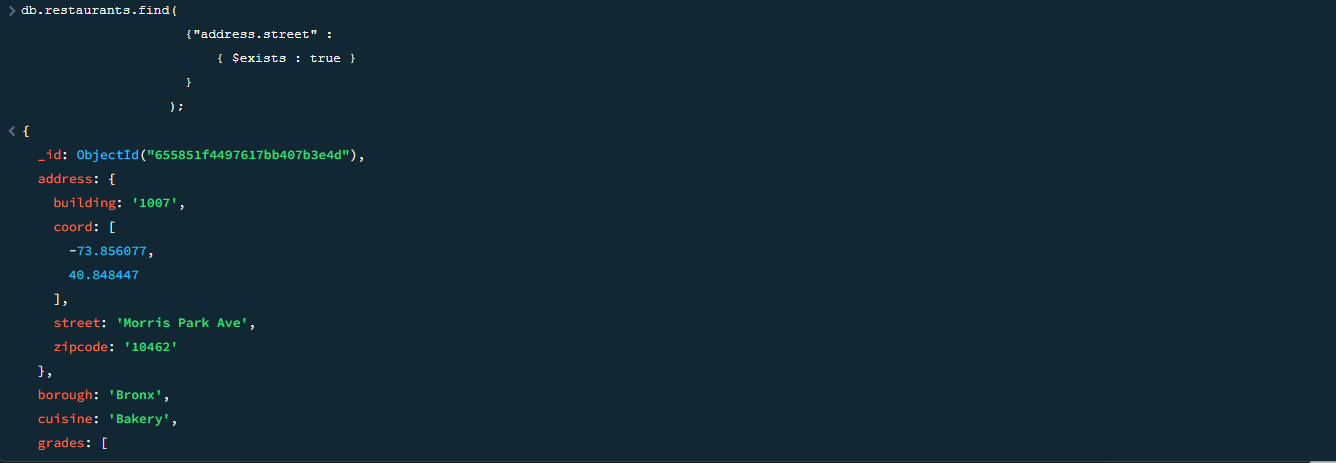 db.restaurants.find(
{"address.street" :
{ $exists : true }
}
);
{
_id: ObjectId("655851f4497617bb407b3e4d"),
address: {
building: '1007',
coord: [
-73.856077,
40.848447
],
street: 'Morris Park Ave',
zipcode: '10462'
},
borough: 'Bronx',
cuisine: 'Bakery',
grades: [